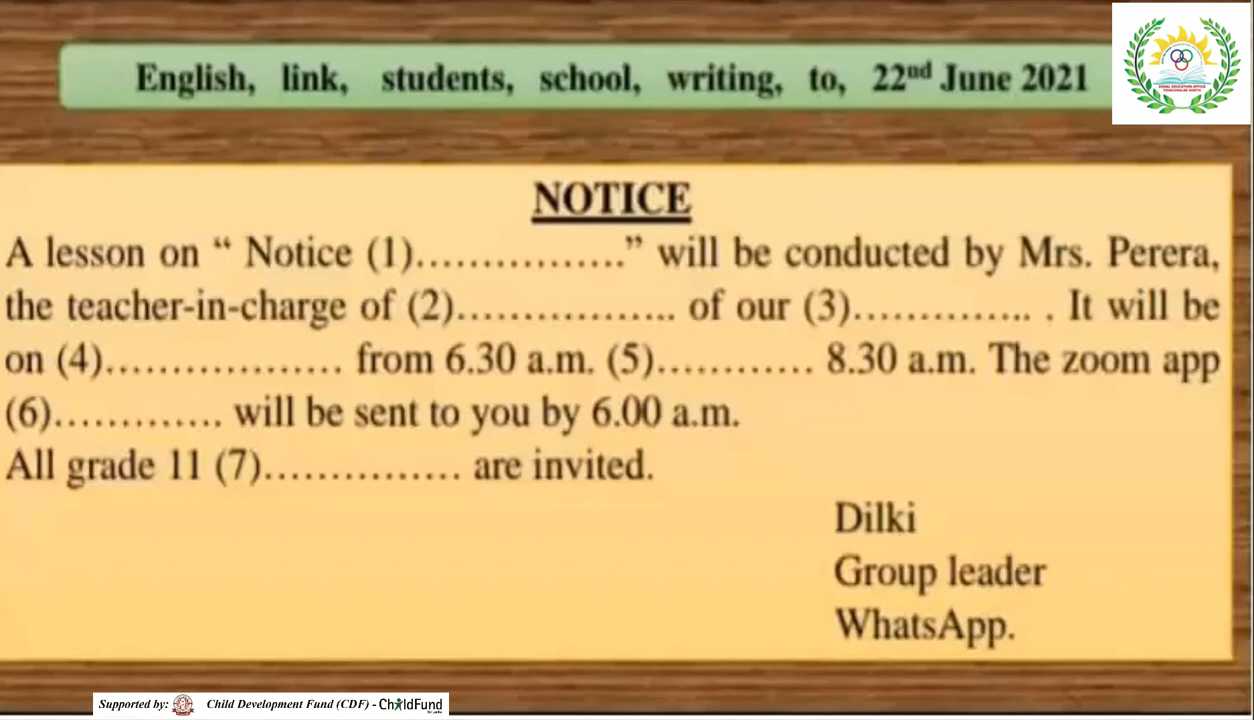 English, link, students, school, writing, to, 22nd June 2021
NOTICE
A lesson on “ Notice (1)................” will be conducted by Mrs. Perera,
the teacher-in-charge of (2)................. of our (3).............. . It will be
on (4).................. from 6.30 a.m. (5)............ 8.30 a.m. The zoom app
(6)............. will be sent to you by 6.00 a.m.
All grade 11 (7)............... are invited.
Dilki
Group leader
WhatsApp.
Supported by: Child Development Fund (CDF) - ChildFund